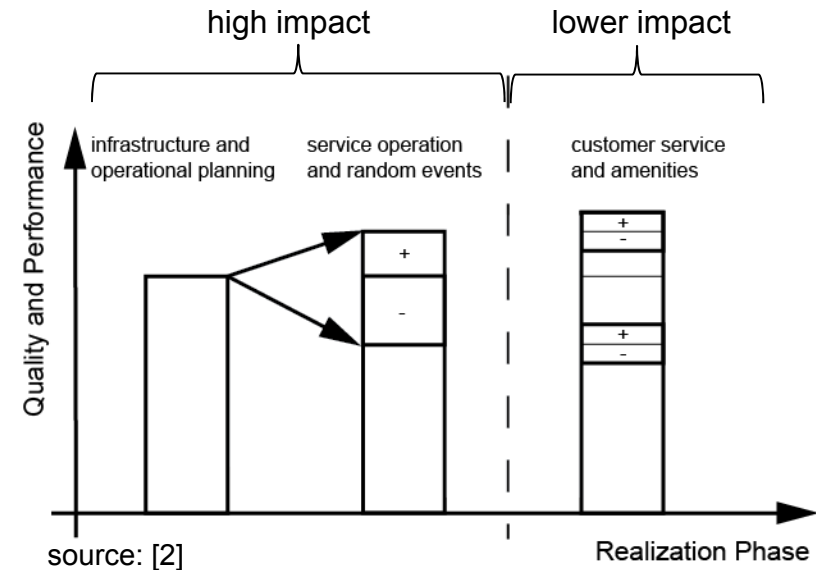 high impact
lower impact
infrastructure and
operational planning
service operation
and random events
customer service
and amenities
Quality and Performance
+
-
+
-
+
-
Realization Phase
source: [2]